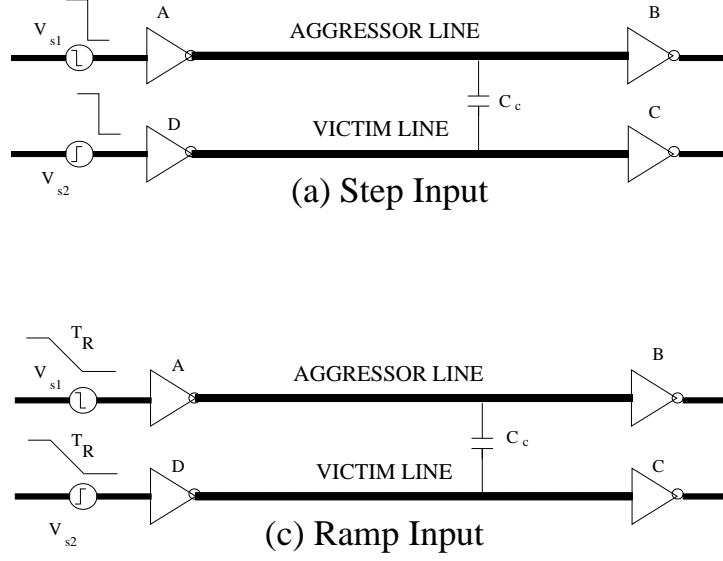 A
B
V s1
AGGRESSOR LINE
C c
D
C
VICTIM LINE
V s2
(a) Step Input
T R
A
B
V s1
AGGRESSOR LINE
C c
T R
D
C
VICTIM LINE
V s2
(c) Ramp Input